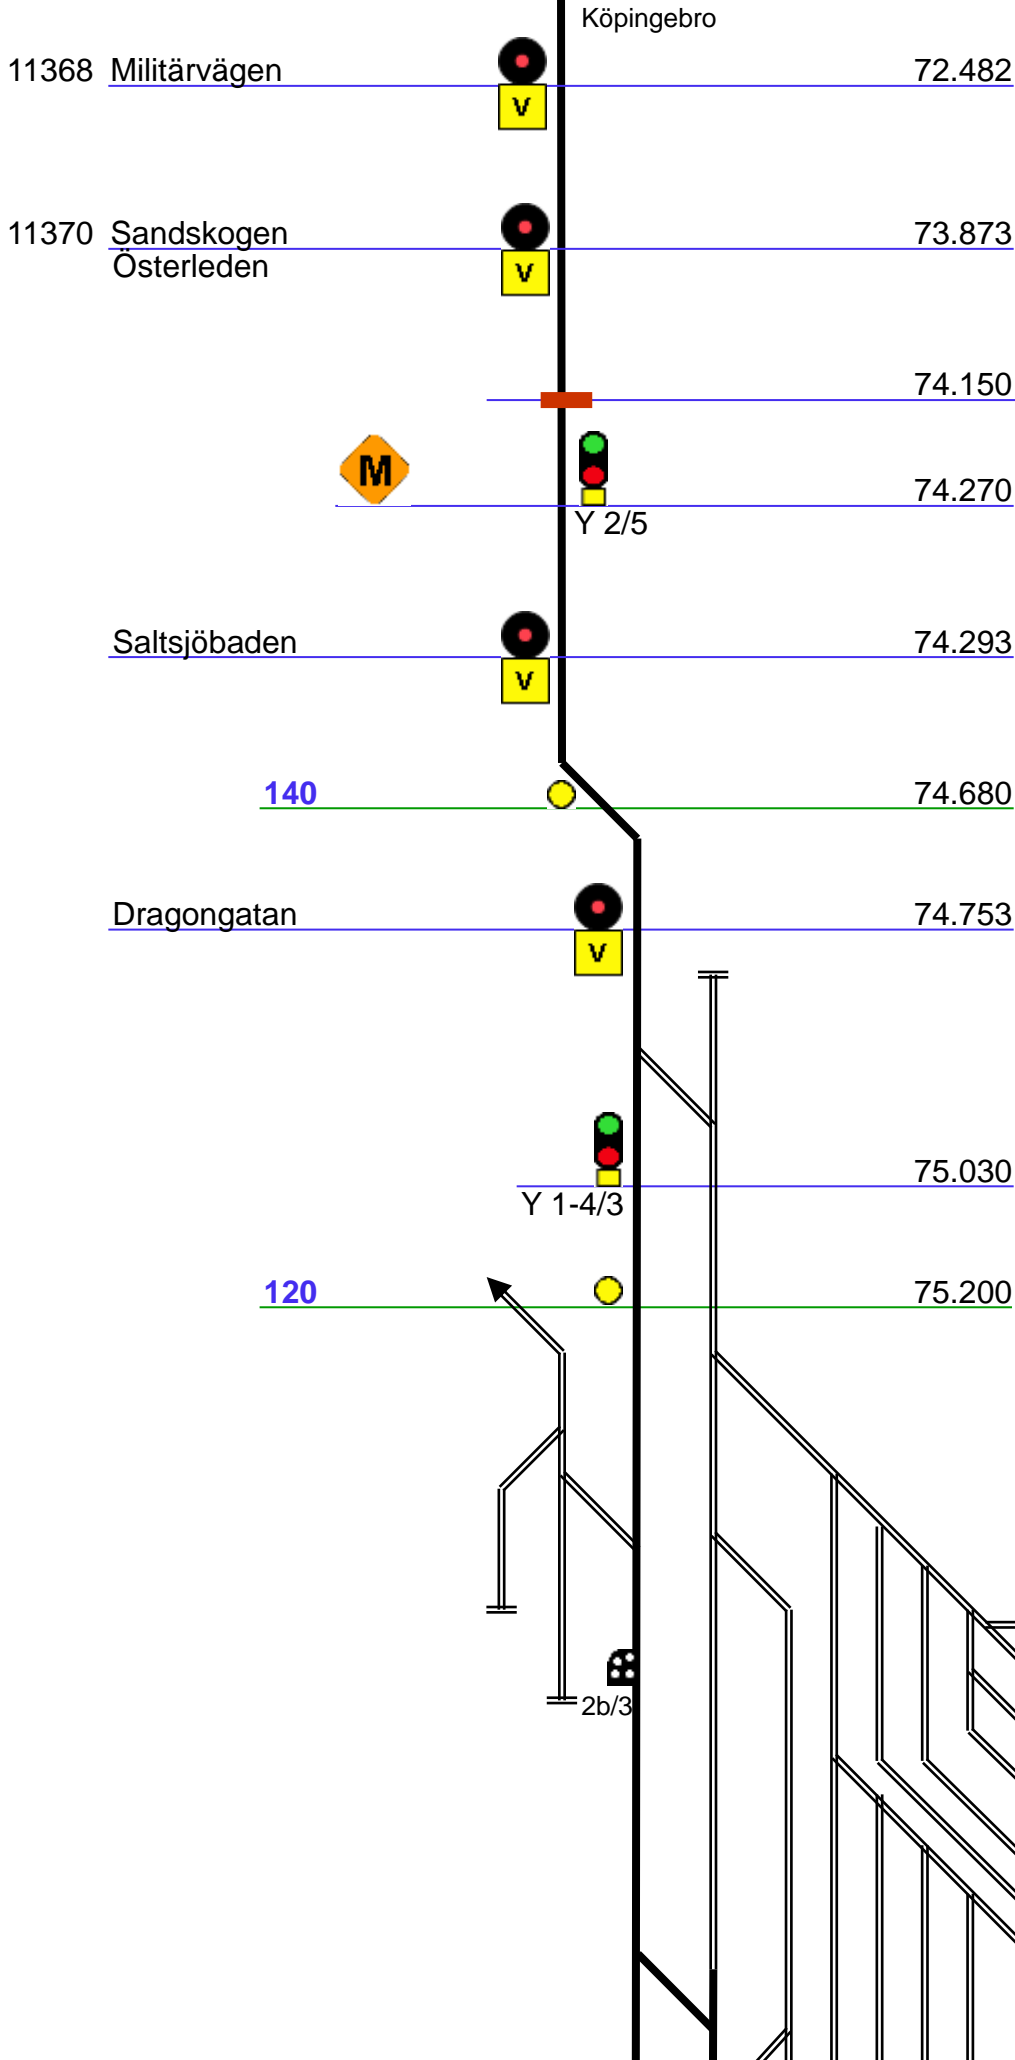 Köpingebro
11368 Militärvägen 72.482
V
11370 Sandskogen 73.873
Österleden
V
74.150
M
74.270
Y 2/5
Saltsjöbaden 74.293
V
140 74.680
Dragongatan 74.753
V
75.030
Y 1-4/3
120 75.200
2b/3